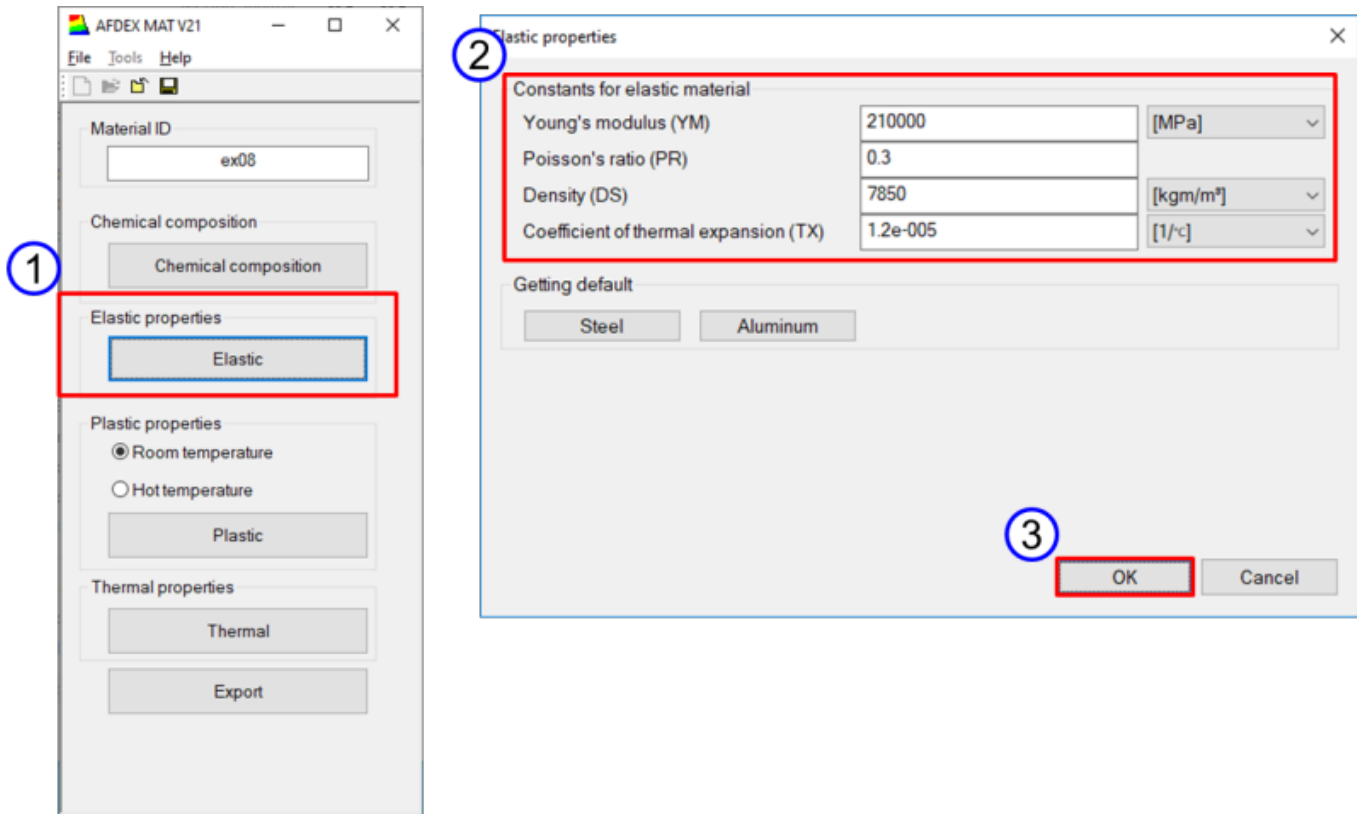 AFDEX MAT V21
File Tools Help
Material ID
ex08
Chemical composition
Chemical composition
1
Elastic properties
Elastic
Plastic properties
Room temperature
Hot temperature
Plastic
Thermal properties
Thermal
Export
2
Elastic properties
Constants for elastic material
Young's modulus (YM) 210000 [MPa]
Poisson's ratio (PR) 0.3
Density (DS) 7850 [kgm/m³]
Coefficient of thermal expansion (TX) 1.2e-005 [1/℃]
Getting default
Steel Aluminum
3
OK Cancel